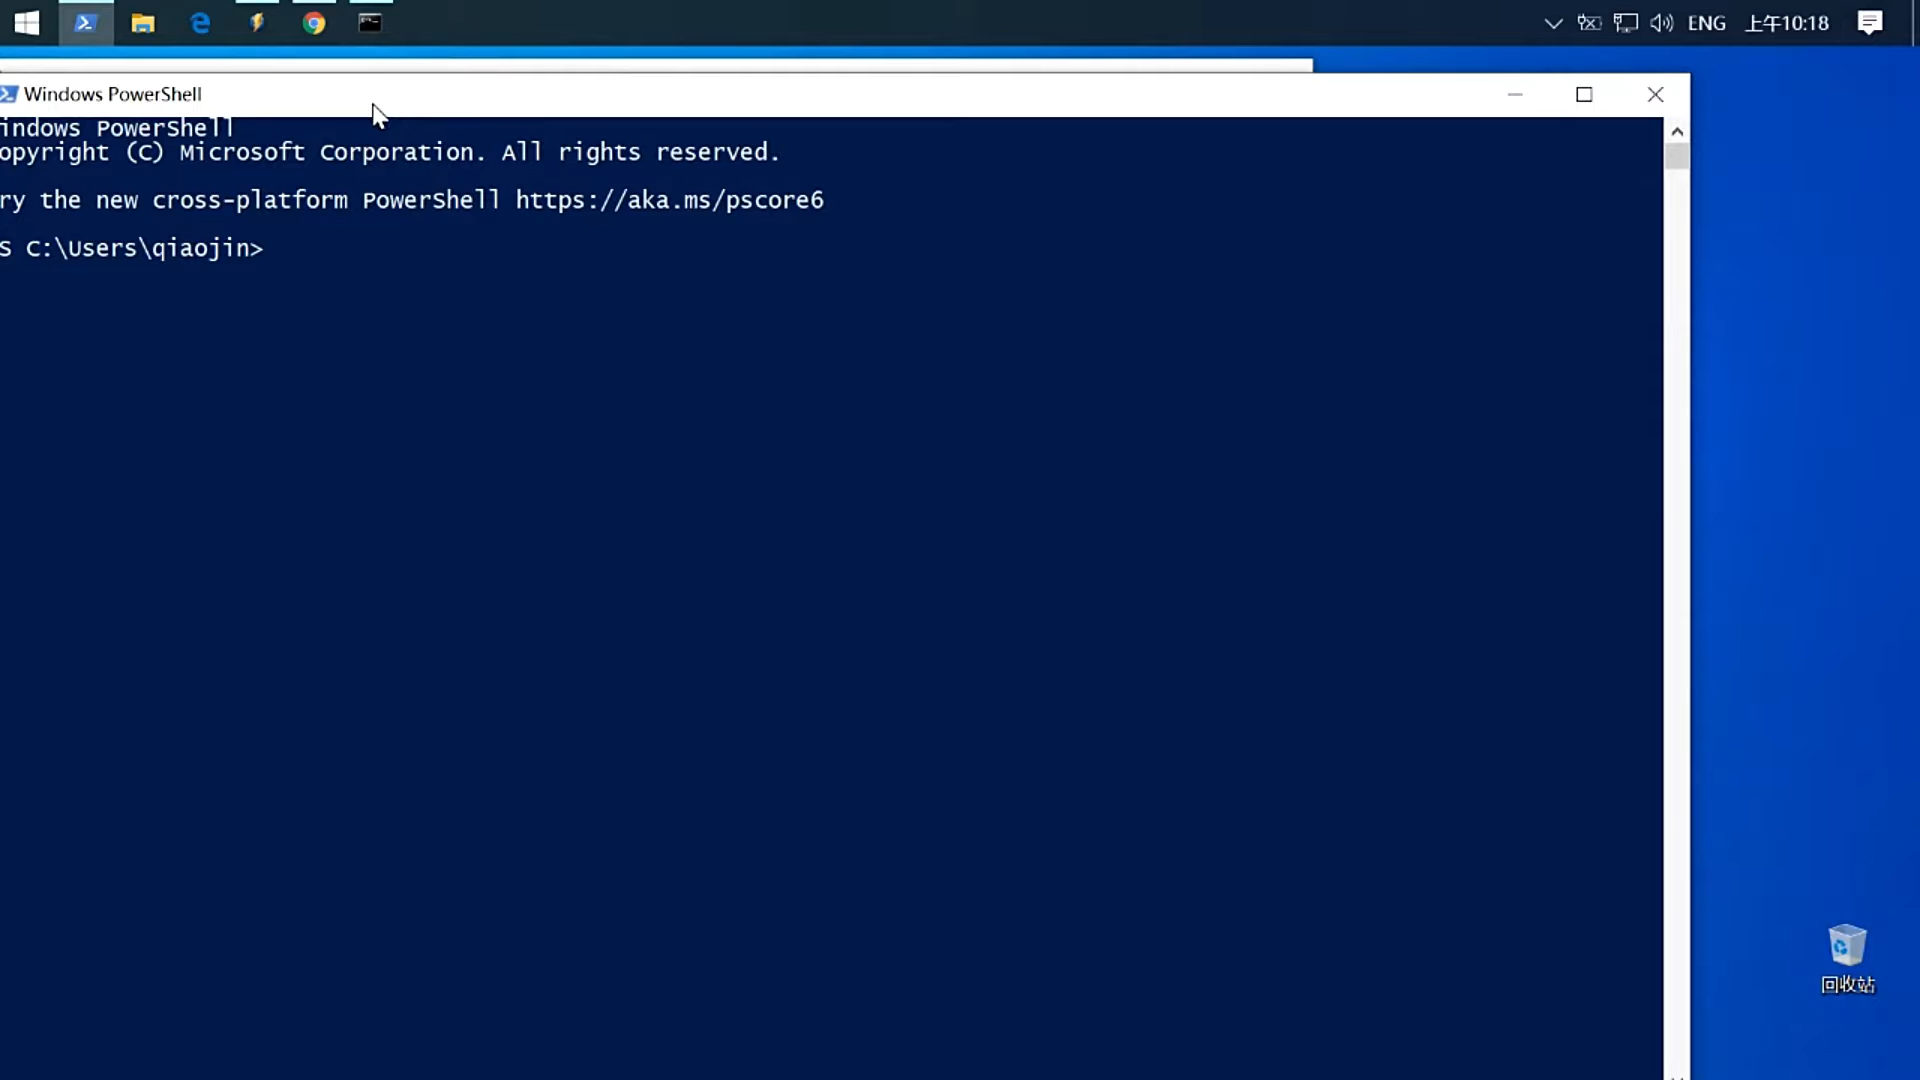 ENG 上午10:18
Windows PowerShell
indows PowerShell
opyright (C) Microsoft Corporation. All rights reserved.
ry the new cross-platform PowerShell https://aka.ms/pscore6
S C:\Users\qiaojin>
回收站